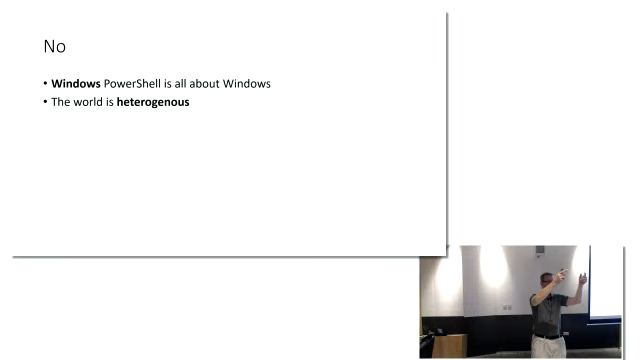 No
• Windows PowerShell is all about Windows
• The world is heterogenous